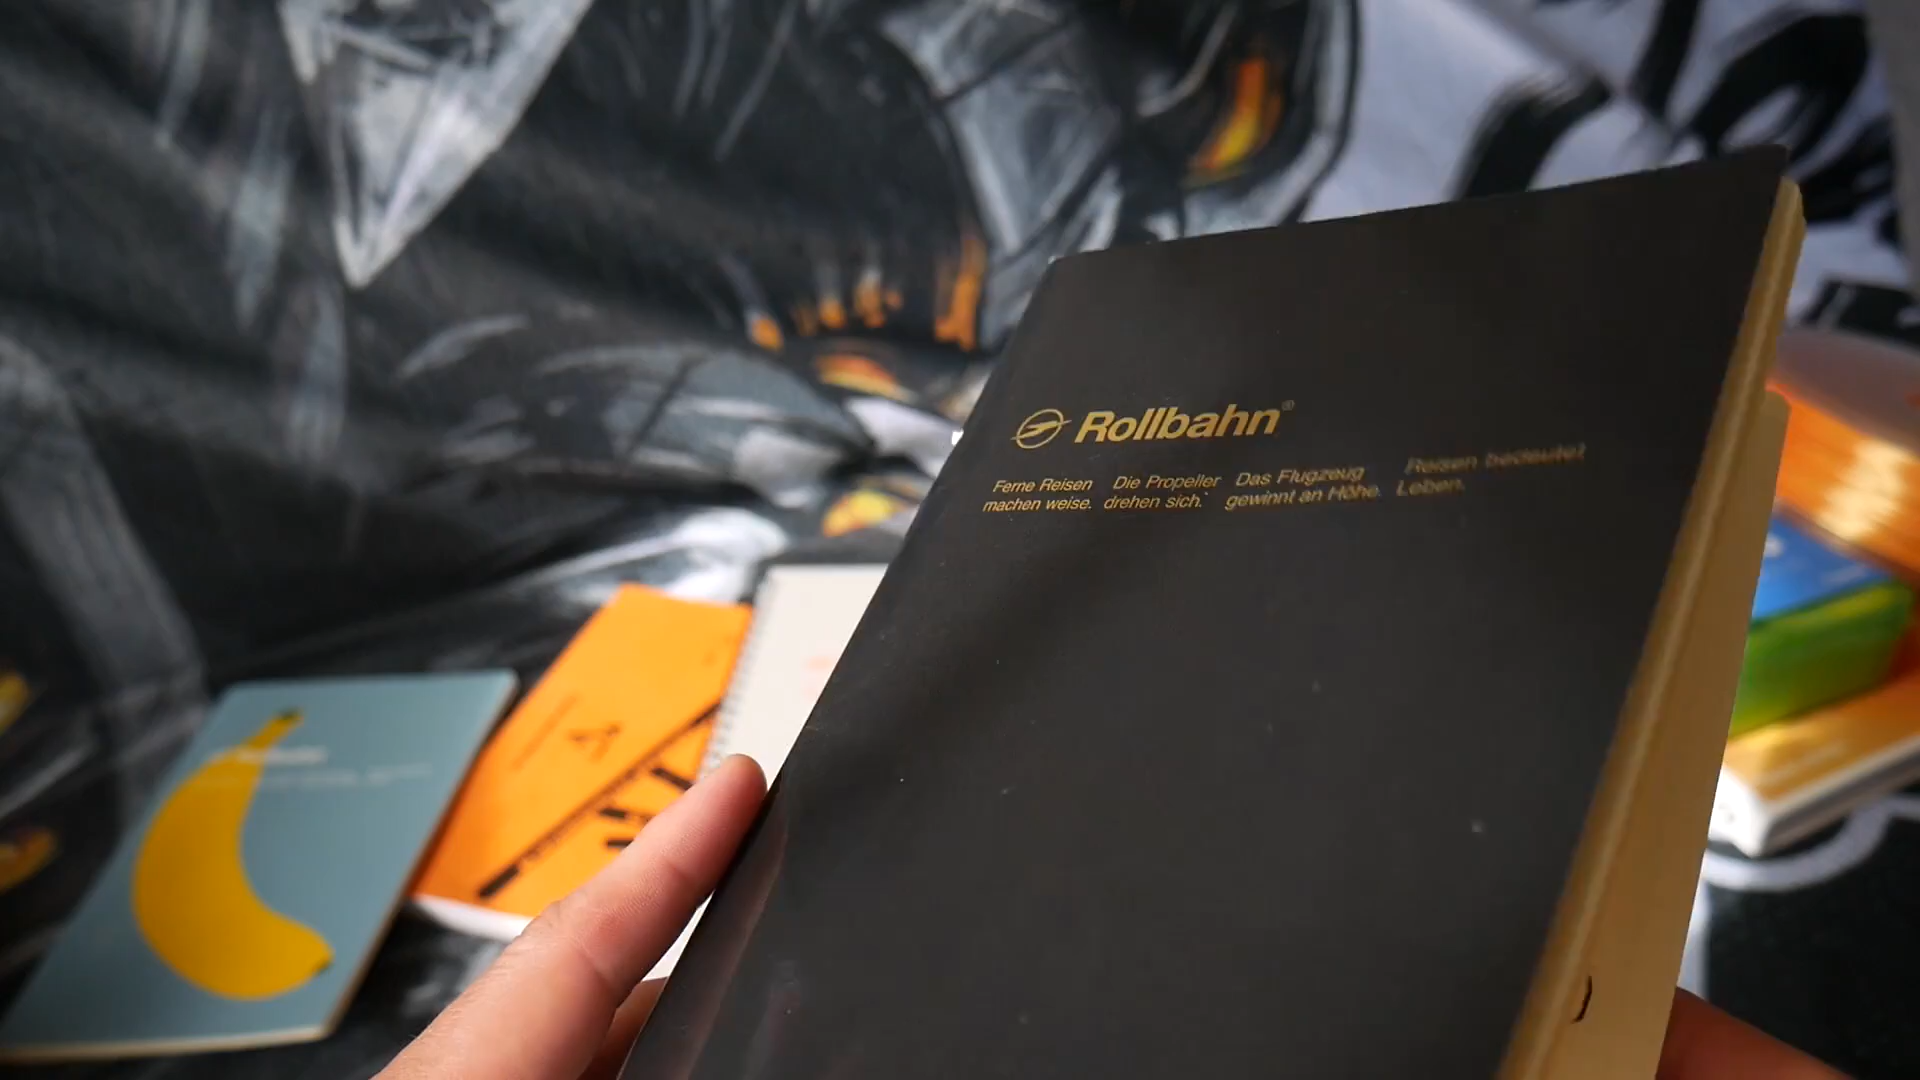 Rollbahn®
Ferne Reisen Die Propeller Das Flugzeug Reisen bedeutet
machen weise. drehen sich. gewinnt an Höhe. Leben.